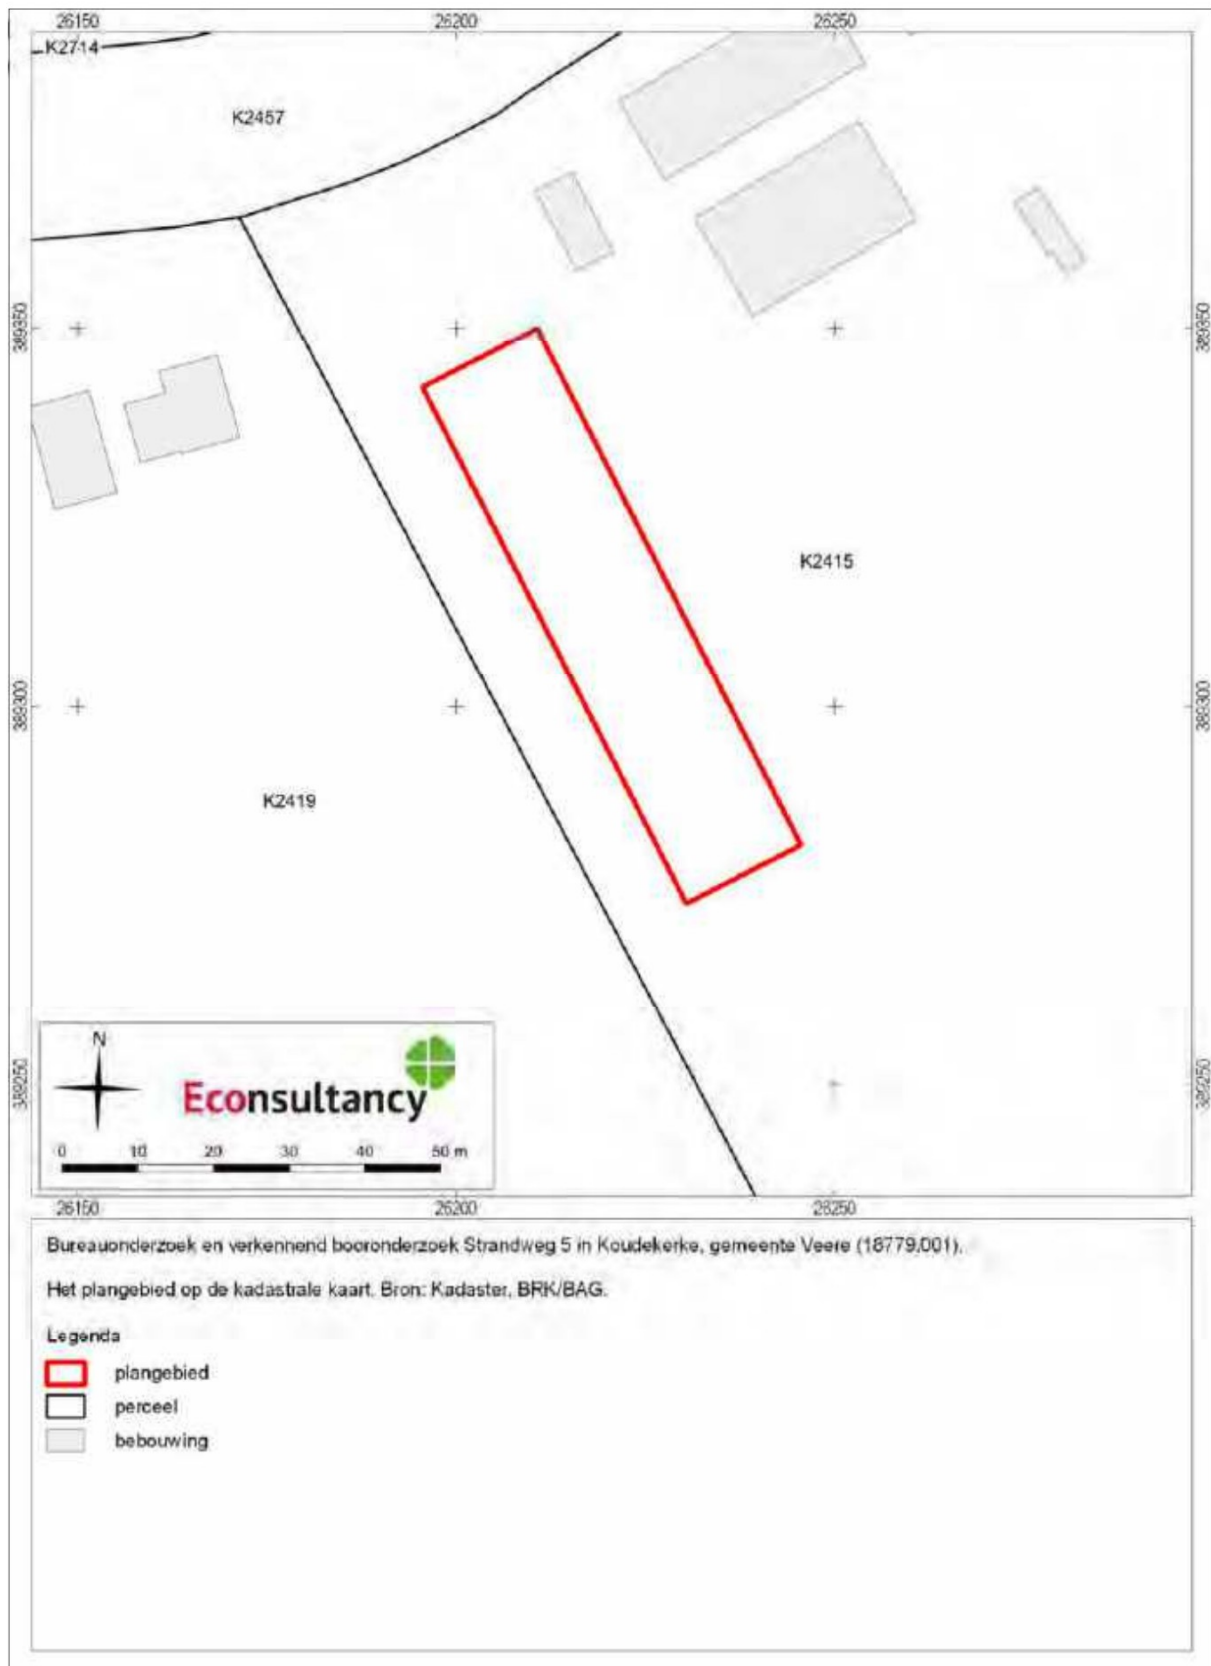 26150 26200 26250
K2714
K2457
389350 389350
K2415
389300 389300
K2419
N
Econsultancy
389250 389250
0 10 20 30 40 50 m
26150 26200 26250
Bureauonderzoek en verkennend booronderzoek Strandweg 5 in Koudekerke, gemeente Veere (18779.001).
Het plangebied op de kadastrale kaart. Bron: Kadaster, BRK/BAG.
Legenda
plangebied
perceel
bebouwing